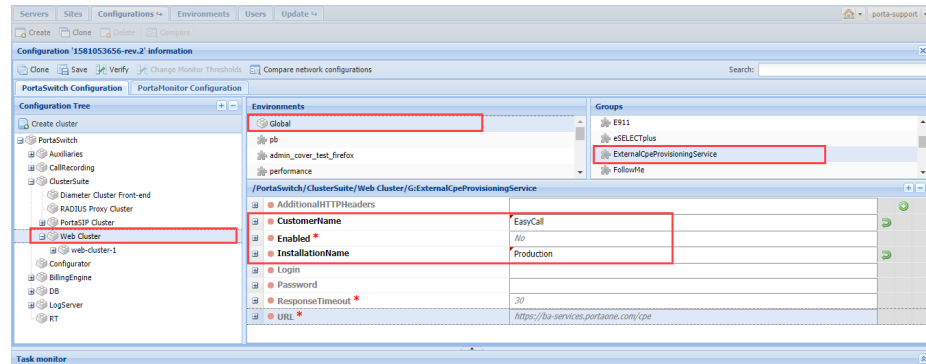 Servers Sites Configurations Environments Users Update porta-support
Create Clone Delete Compare
Configuration '1581053656-rev.2' information
Clone Save Verify Change Monitor Thresholds Compare network configurations Search:
PortaSwitch Configuration PortaMonitor Configuration
Configuration Tree
Create cluster
PortaSwitch
Auxiliaries
CallRecording
ClusterSuite
Diameter Cluster Front-end
RADIUS Proxy Cluster
PortaSIP Cluster
Web Cluster
web-cluster-1
Configurator
BillingEngine
DB
LogServer
RT
Environments
Global
pb
admin_cover_test_firefox
performance
Groups
E911
eSELECTplus
ExternalCpeProvisioningService
FollowMe
/PortaSwitch/ClusterSuite/Web Cluster/G:ExternalCpeProvisioningService
AdditionalHTTPHeaders
CustomerName EasyCall
Enabled * No
InstallationName Production
Login
Password
ResponseTimeout * 30
URL * https://ba-services.portaone.com/cpe
Task monitor